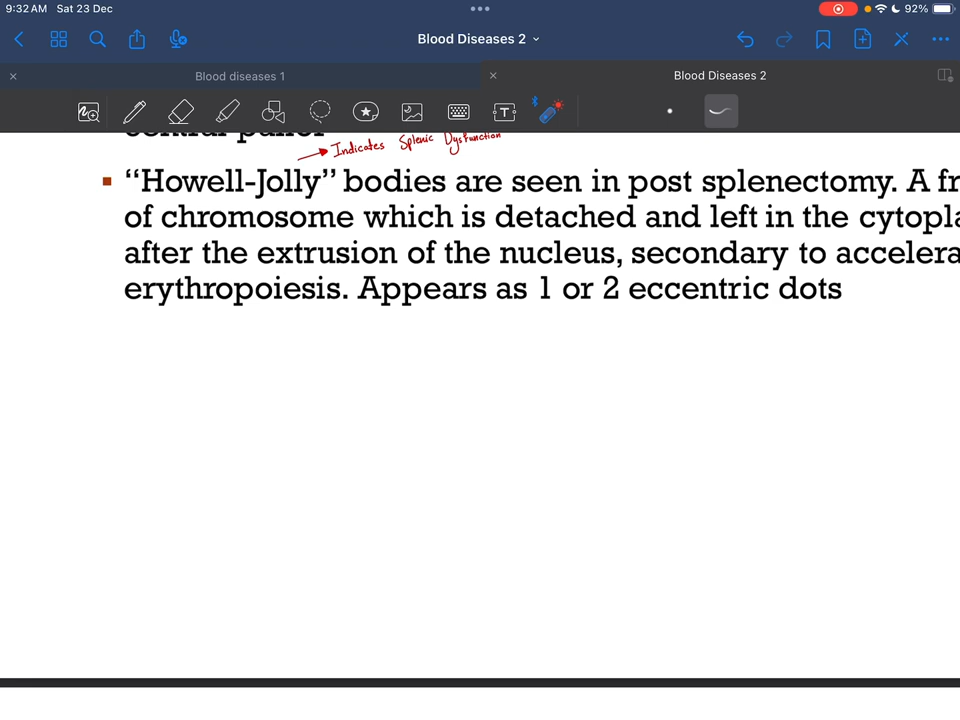 9:32 AM Sat 23 Dec 92%
Blood Diseases 2
Blood diseases 1 Blood Diseases 2
central pallor
Indicates Splenic Dysfunction
“Howell-Jolly” bodies are seen in post splenectomy. A fr
of chromosome which is detached and left in the cytopla
after the extrusion of the nucleus, secondary to accelera
erythropoiesis. Appears as 1 or 2 eccentric dots